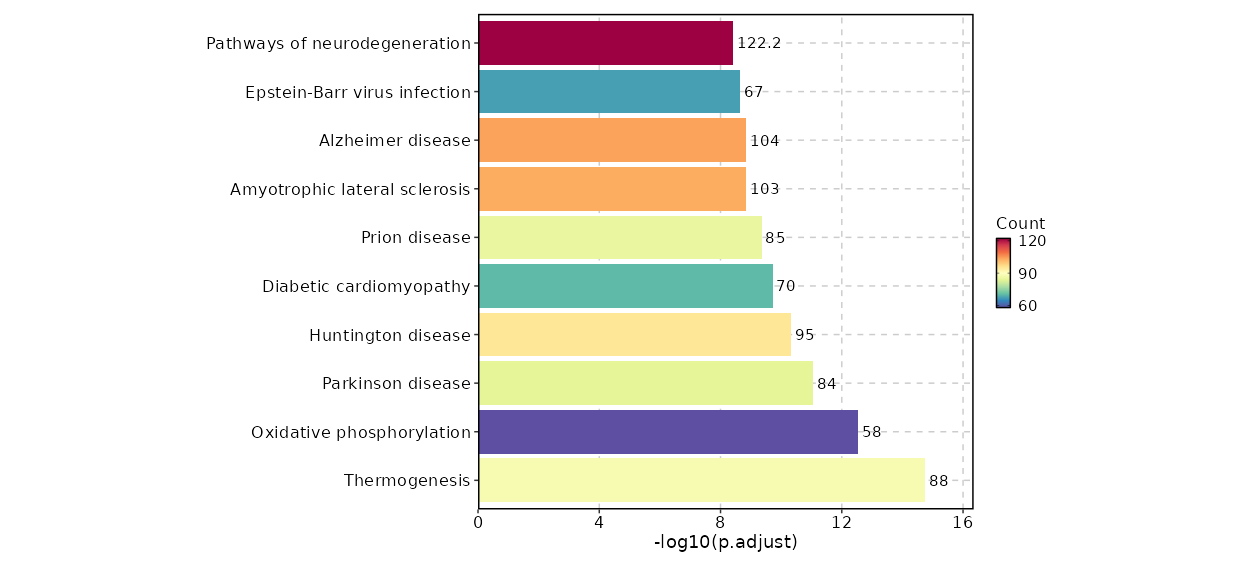 Pathways of neurodegeneration
122.2
Epstein-Barr virus infection
67
Alzheimer disease
104
Amyotrophic lateral sclerosis
103
Prion disease
85
Diabetic cardiomyopathy
70
Huntington disease
95
Parkinson disease
84
Oxidative phosphorylation
58
Thermogenesis
88
0 4 8 12 16
-log10(p.adjust)
Count
120
90
60